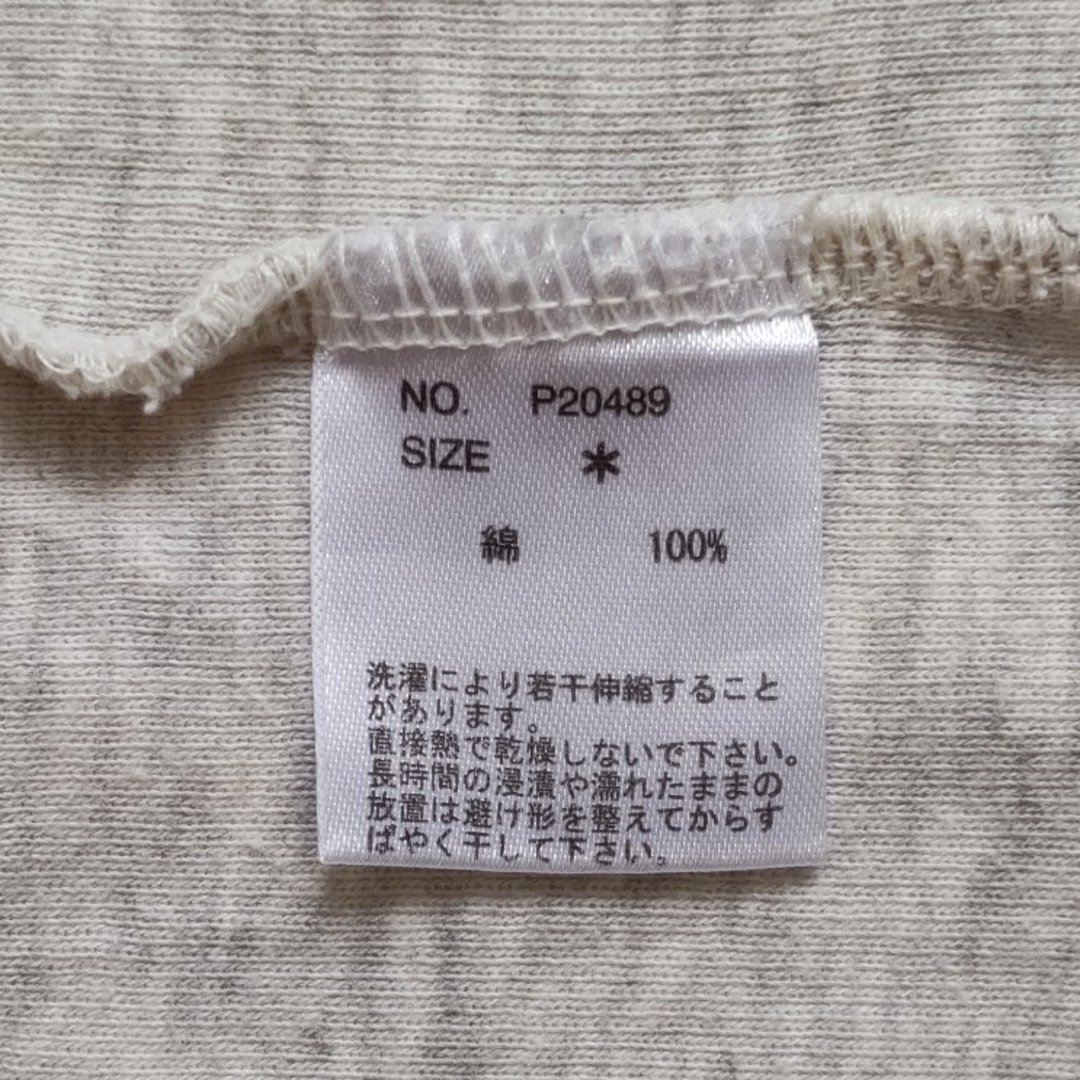 NO. P20489
SIZE *
綿 100%
洗濯により若干伸縮すること
があります。
直接熱で乾燥しないで下さい。
長時間の浸漬や濡れたままの
放置は避け形を整えてからす
ばやく干して下さい。